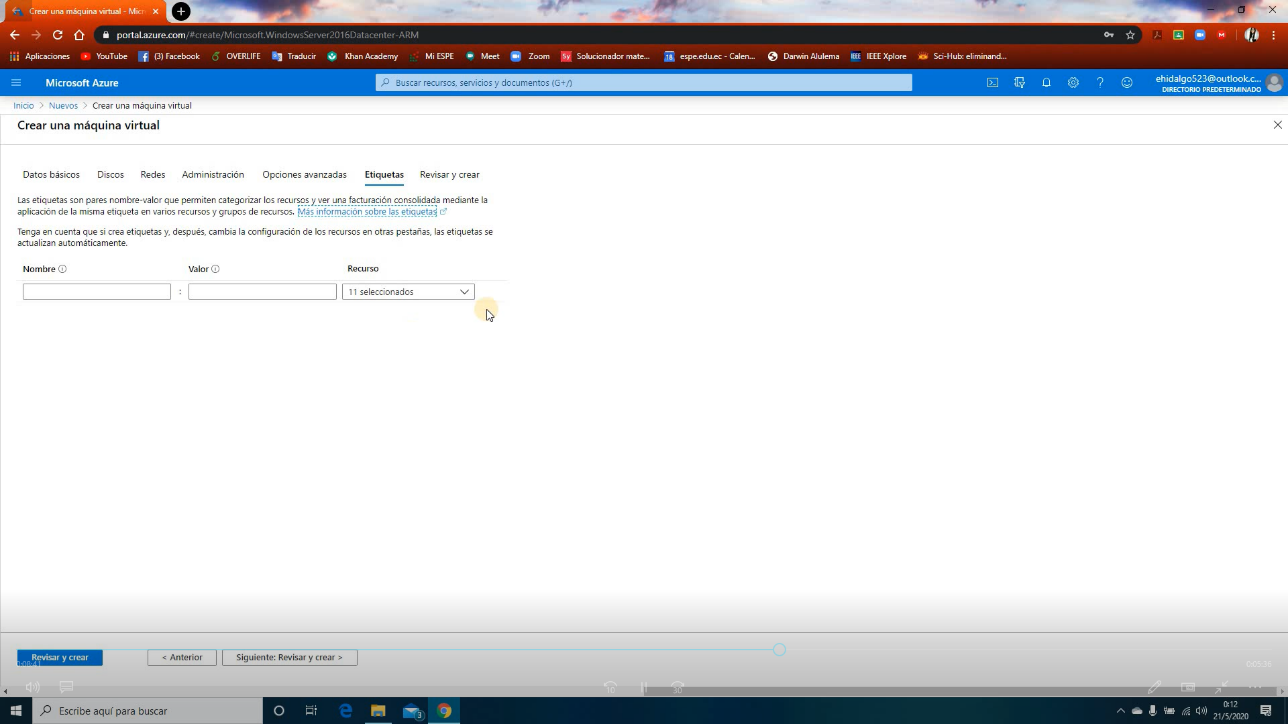 Crear una máquina virtual - Micr
portal.azure.com/#create/Microsoft.WindowsServer2016Datacenter-ARM
Aplicaciones YouTube (3) Facebook OVERLIFE Traducir Khan Academy Mi ESPE Meet Zoom Solucionador mate... espe.edu.ec - Calen... Darwin Alulema IEEE Xplore Sci-Hub: eliminand...
Microsoft Azure
Buscar recursos, servicios y documentos (G+/)
ehidalgo523@outlook.c...
DIRECTORIO PREDETERMINADO
Inicio > Nuevos > Crear una máquina virtual
Crear una máquina virtual
Datos básicos Discos Redes Administración Opciones avanzadas Etiquetas Revisar y crear
Las etiquetas son pares nombre-valor que permiten categorizar los recursos y ver una facturación consolidada mediante la
aplicación de la misma etiqueta en varios recursos y grupos de recursos. Más información sobre las etiquetas
Tenga en cuenta que si crea etiquetas y, después, cambia la configuración de los recursos en otras pestañas, las etiquetas se
actualizan automáticamente.
Nombre Valor Recurso
: 11 seleccionados
Revisar y crear < Anterior Siguiente: Revisar y crear >
10 30
Escribe aquí para buscar
3
0:12
21/5/2020